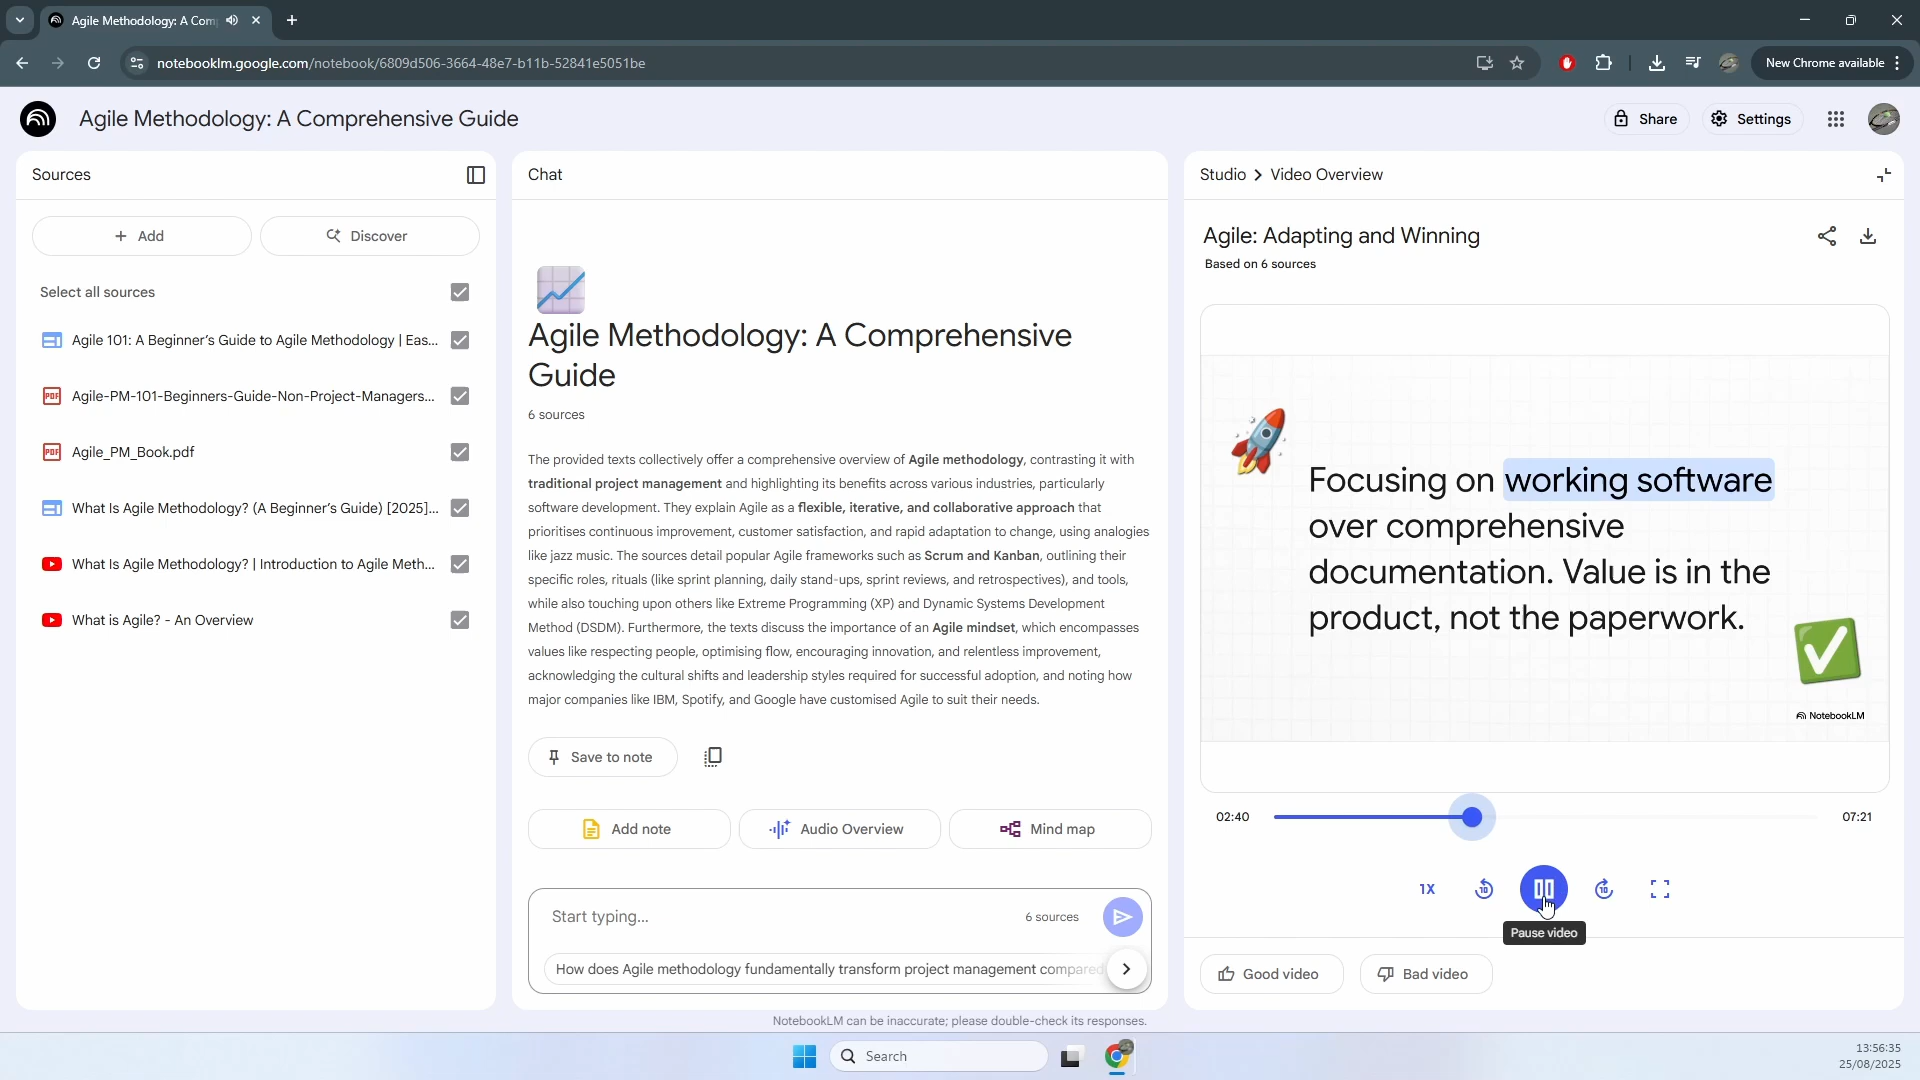 Agile Methodology: A Com
notebooklm.google.com/notebook/6809d506-3664-48e7-b11b-52841e5051be
New Chrome available
Agile Methodology: A Comprehensive Guide
Share
Settings
Sources
Add
Discover
Select all sources
Agile 101: A Beginner's Guide to Agile Methodology | Eas...
Agile-PM-101-Beginners-Guide-Non-Project-Managers...
Agile_PM_Book.pdf
What Is Agile Methodology? (A Beginner's Guide) [2025]...
What Is Agile Methodology? | Introduction to Agile Meth...
What is Agile? - An Overview
Chat
Agile Methodology: A Comprehensive
Guide
6 sources
The provided texts collectively offer a comprehensive overview of Agile methodology, contrasting it with
traditional project management and highlighting its benefits across various industries, particularly
software development. They explain Agile as a flexible, iterative, and collaborative approach that
prioritises continuous improvement, customer satisfaction, and rapid adaptation to change, using analogies
like jazz music. The sources detail popular Agile frameworks such as Scrum and Kanban, outlining their
specific roles, rituals (like sprint planning, daily stand-ups, sprint reviews, and retrospectives), and tools,
while also touching upon others like Extreme Programming (XP) and Dynamic Systems Development
Method (DSDM). Furthermore, the texts discuss the importance of an Agile mindset, which encompasses
values like respecting people, optimising flow, encouraging innovation, and relentless improvement,
acknowledging the cultural shifts and leadership styles required for successful adoption, and noting how
major companies like IBM, Spotify, and Google have customised Agile to suit their needs.
Save to note
Add note
Audio Overview
Mind map
Start typing...
6 sources
How does Agile methodology fundamentally transform project management compared
NotebookLM can be inaccurate; please double-check its responses.
Studio > Video Overview
Agile: Adapting and Winning
Based on 6 sources
Focusing on working software
over comprehensive
documentation. Value is in the
product, not the paperwork.
NotebookLM
02:40
07:21
1X
10
10
Pause video
Good video
Bad video
Search
13:56:35
25/08/2025